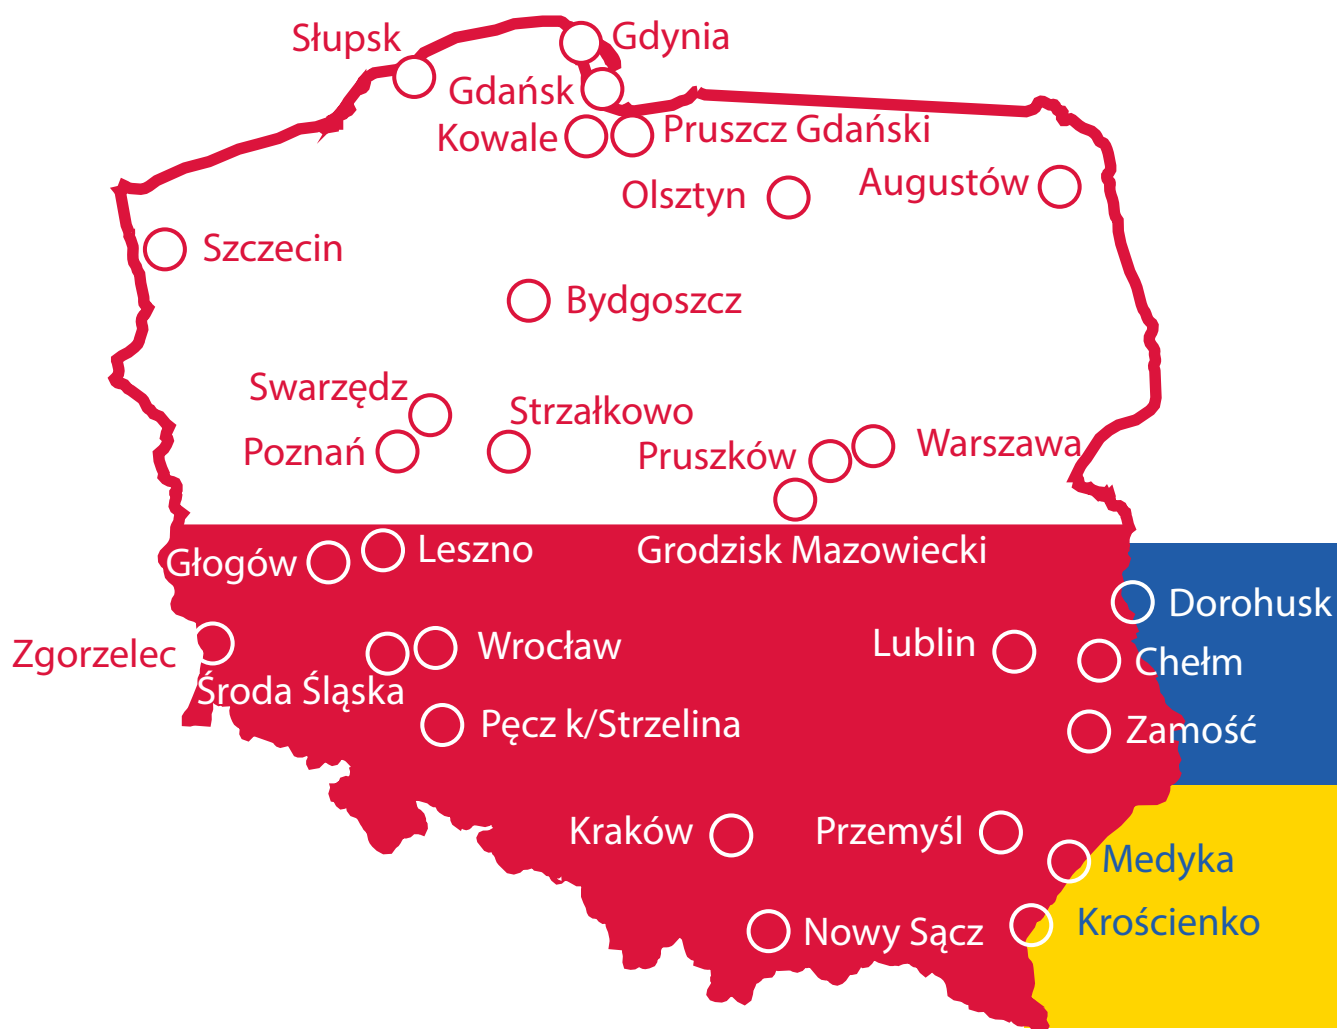 Słupsk
Gdynia
Gdańsk
Kowale
Pruszcz Gdański
Olsztyn
Augustów
Szczecin
Bydgoszcz
Swarzędz
Strzałkowo
Poznań
Pruszków
Warszawa
Głogów
Leszno
Grodzisk Mazowiecki
Dorohusk
Zgorzelec
Wrocław
Lublin
Chełm
Środa Śląska
Pęcz k/Strzelina
Zamość
Kraków
Przemyśl
Medyka
Nowy Sącz
Krościenko